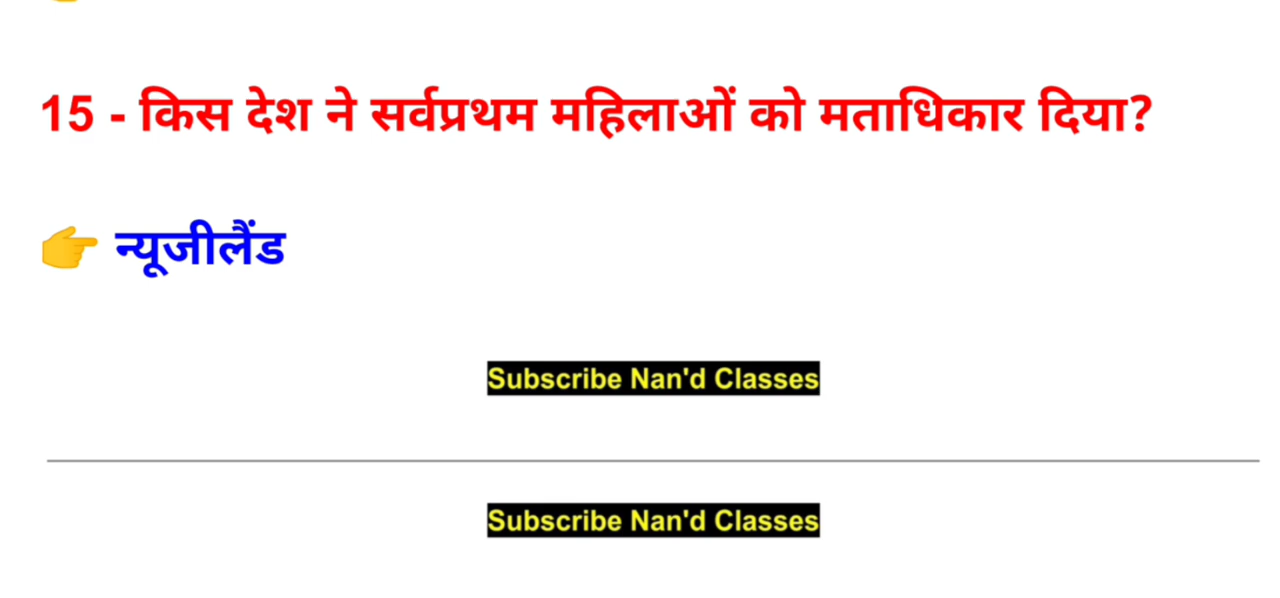 15 - किस देश ने सर्वप्रथम महिलाओं को मताधिकार दिया?
👉 न्यूजीलैंड
Subscribe Nan'd Classes
Subscribe Nan'd Classes